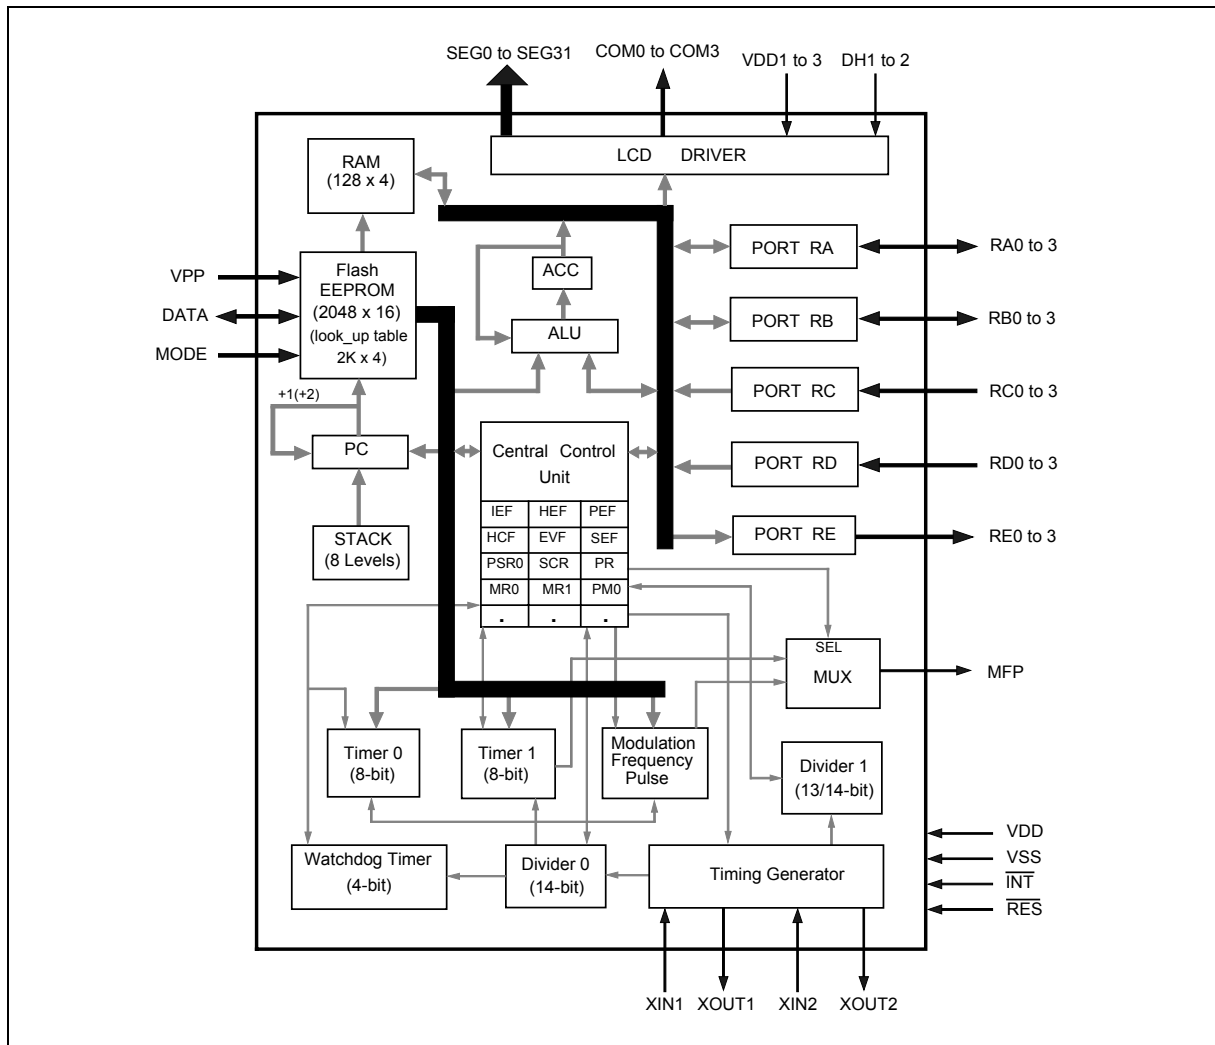 SEG0 to SEG31
COM0 to COM3
VDD1 to 3
DH1 to 2
LCD DRIVER
RAM
(128 x 4)
VPP
DATA
MODE
Flash
EEPROM
(2048 x 16)
(look_up table
2K x 4)
ACC
ALU
PORT RA
RA0 to 3
PORT RB
RB0 to 3
PORT RC
RC0 to 3
PORT RD
RD0 to 3
PORT RE
RE0 to 3
+1(+2)
PC
STACK
(8 Levels)
Central Control
Unit
IEF HEF PEF
HCF EVF SEF
PSR0 SCR PR
MR0 MR1 PM0
. . .
SEL
MUX
MFP
Timer 0
(8-bit)
Timer 1
(8-bit)
Modulation
Frequency
Pulse
Divider 1
(13/14-bit)
Watchdog Timer
(4-bit)
Divider 0
(14-bit)
Timing Generator
VDD
VSS
INT
RES
XIN1
XOUT1
XIN2
XOUT2